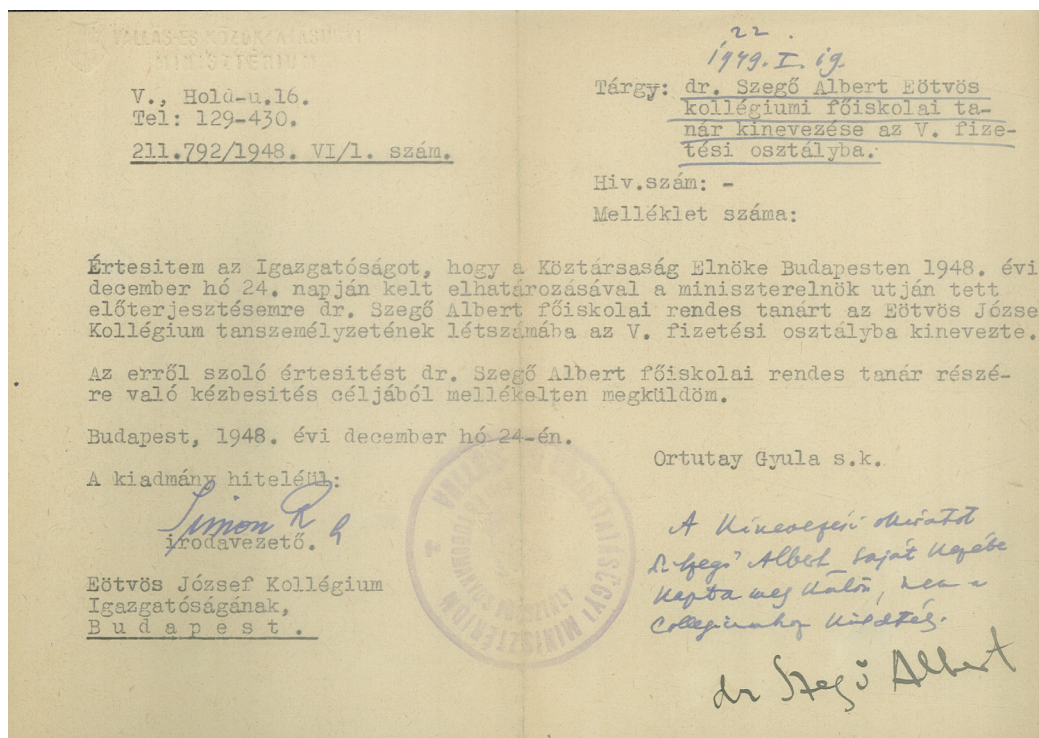 VALLÁS- ÉS KÖZOKTATÁSÜGYI
MINISZTÉRIUM
V., Hold-u.16.
Tel: 129-430.
211.792/1948. VI/1. szám.
22.
1949. I. 19.
Tárgy: dr. Szegő Albert Eötvös
kollégiumi főiskolai ta-
nár kinevezése az V. fize-
tési osztályba.
Hiv.szám: -
Melléklet száma:
Értesitem az Igazgatóságot, hogy a Köztársaság Elnöke Budapesten 1948. évi
december hó 24. napján kelt elhatározásával a miniszterelnök utján tett
előterjesztésemre dr. Szegő Albert főiskolai rendes tanárt az Eötvös Józse
Kollégium tanszemélyzetének létszámába az V. fizetési osztályba kinevezte.
Az erről szoló értesitést dr. Szegő Albert főiskolai rendes tanár részé-
re való kézbesités céljából mellékelten megküldöm.
Budapest, 1948. évi december hó 24-én.
Ortutay Gyula s.k.
A kiadmány hiteléül:
Simon R
irodavezető.
Eötvös József Kollégium
Igazgatóságának,
Budapest.
A kinevezési okiratot
Dr Szegő Albert saját kezébe
kapta meg külön, nem a
Collegiumhoz küldték.
dr Szegő Albert